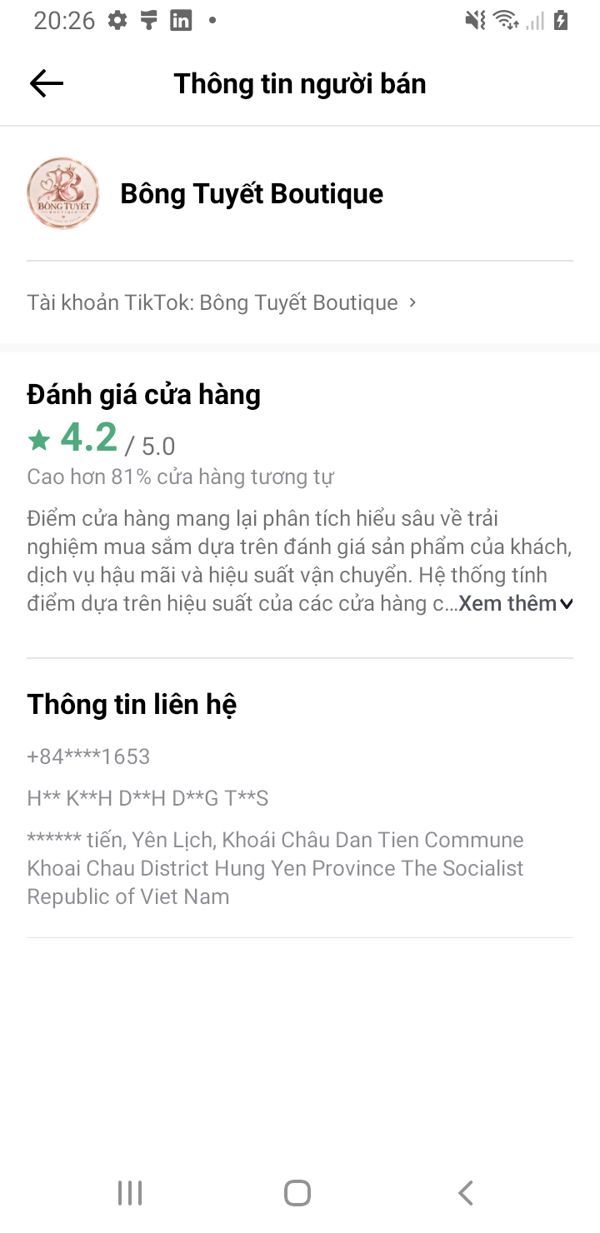 20:26
Thông tin người bán
BÔNG TUYẾT
BOUTIQUE
Bông Tuyết Boutique
Tài khoản TikTok: Bông Tuyết Boutique
Đánh giá cửa hàng
4.2 / 5.0
Cao hơn 81% cửa hàng tương tự
Điểm cửa hàng mang lại phân tích hiểu sâu về trải
nghiệm mua sắm dựa trên đánh giá sản phẩm của khách,
dịch vụ hậu mãi và hiệu suất vận chuyển. Hệ thống tính
điểm dựa trên hiệu suất của các cửa hàng c...Xem thêm
Thông tin liên hệ
+84****1653
H** K**H D**H D**G T**S
****** tiến, Yên Lịch, Khoái Châu Dan Tien Commune
Khoai Chau District Hung Yen Province The Socialist
Republic of Viet Nam